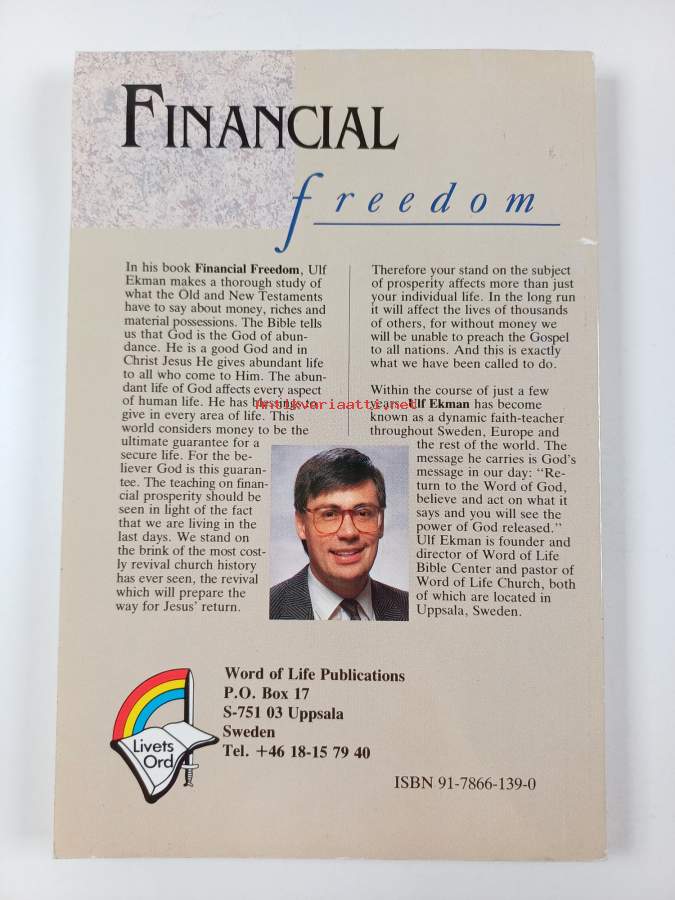 FINANCIAL
freedom
In his book Financial Freedom, Ulf
Ekman makes a thorough study of
what the Old and New Testaments
have to say about money, riches and
material possessions. The Bible tells
us that God is the God of abun-
dance. He is a good God and in
Christ Jesus He gives abundant life
to all who come to Him. The abun-
dant life of God affects every aspect
of human life. He has blessings to
give in every area of life. This
world considers money to be the
ultimate guarantee for a
secure life. For the be-
liever God is this guaran-
tee. The teaching on finan-
cial prosperity should be
seen in light of the fact
that we are living in the
last days. We stand on
the brink of the most cost-
ly revival church history
has ever seen, the revival
which will prepare the
way for Jesus' return.
Therefore your stand on the subject
of prosperity affects more than just
your individual life. In the long run
it will affect the lives of thousands
of others, for without money we
will be unable to preach the Gospel
to all nations. And this is exactly
what we have been called to do.
Within the course of just a few
years Ulf Ekman has become
known as a dynamic faith-teacher
throughout Sweden, Europe and
the rest of the world. The
message he carries is God's
message in our day: "Re-
turn to the Word of God,
believe and act on what it
says and you will see the
power of God released."
Ulf Ekman is founder and
director of Word of Life
Bible Center and pastor of
Word of Life Church, both
of which are located in
Uppsala, Sweden.
Antikvariaatti.net
Livets
Ord
Word of Life Publications
P.O. Box 17
S-751 03 Uppsala
Sweden
Tel. +46 18-15 79 40
ISBN 91-7866-139-0